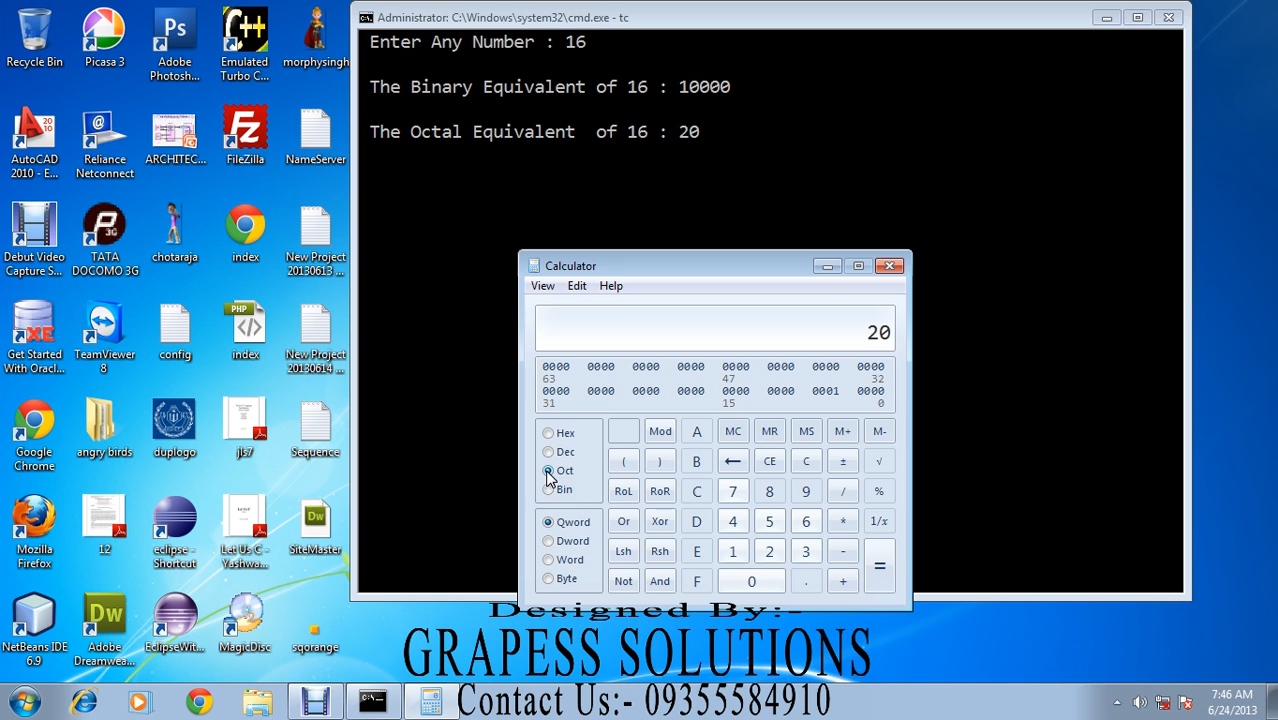 Recycle Bin
Picasa 3
Adobe Photosh...
Emulated Turbo C...
morphysingh
AutoCAD 2010 - E...
Reliance Netconnect
ARCHITEC...
FileZilla
NameServer
Debut Video Capture S...
TATA DOCOMO 3G
chotaraja
index
New Project 20130613 ...
Get Started With Oracl...
TeamViewer 8
config
index
New Project 20130614 ...
Google Chrome
angry birds
duplogo
jls7
Sequence
Mozilla Firefox
12
eclipse - Shortcut
Let Us C - Yashwa...
SiteMaster
NetBeans IDE 6.9
Adobe Dreamwea...
EclipseWit...
MagicDisc
sqorange
Administrator: C:\Windows\system32\cmd.exe - tc
Enter Any Number : 16
The Binary Equivalent of 16 : 10000
The Octal Equivalent  of 16 : 20
Calculator
View Edit Help
20
0000 0000 0000 0000 0000 0000 0000 0000
63 47 32
0000 0000 0000 0000 0000 0000 0001 0000
31 15 0
Hex Mod A MC MR MS M+ M-
Dec ( ) B ← CE C ± √
Oct
Bin RoL RoR C 7 8 9 / %
Qword Or Xor D 4 5 6 * 1/x
Dword Lsh Rsh E 1 2 3 - =
Word
Byte Not And F 0 . +
Designed By:-
GRAPESS SOLUTIONS
Contact Us:- 09355584910
7:46 AM
6/24/2013